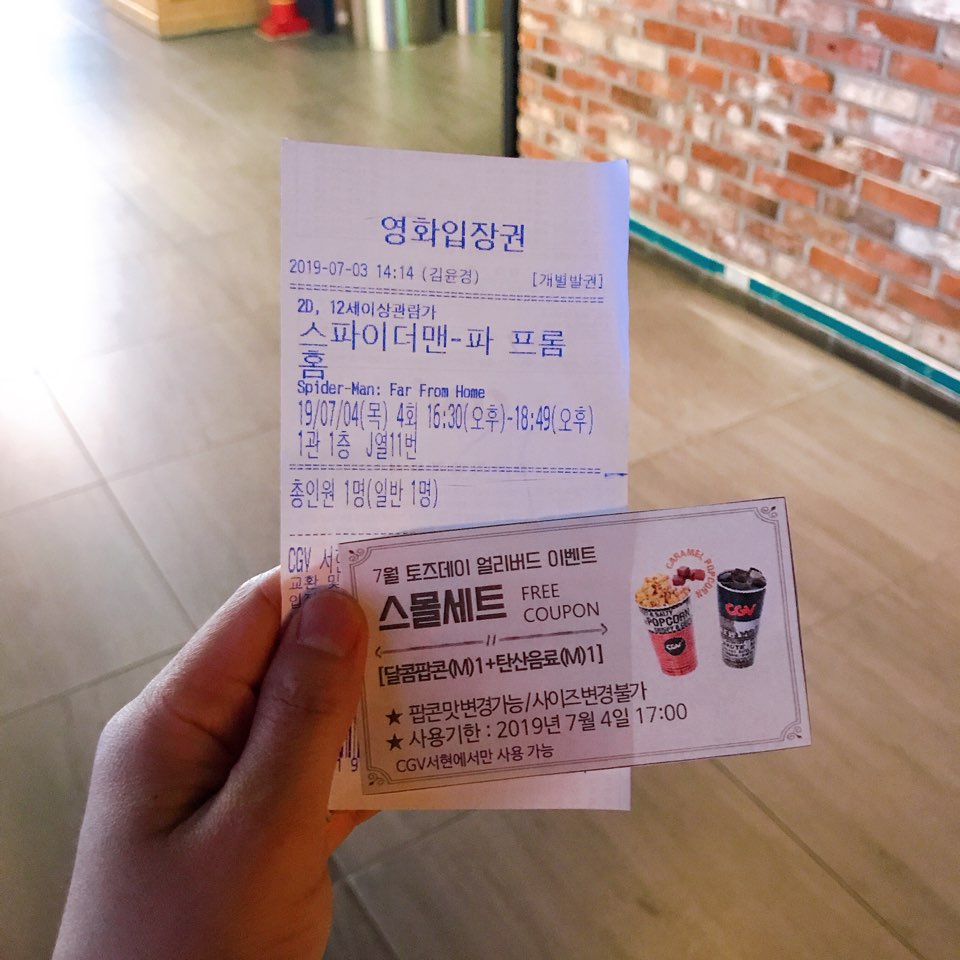 영화입장권
2019-07-03 14:14 (김윤경) [개별발권]
2D, 12세이상관람가
스파이더맨-파 프롬
홈
Spider-Man: Far From Home
19/07/04(목) 4회 16:30(오후)-18:49(오후)
1관 1층 J열11번
총인원 1명(일반 1명)
CGV 서현
교환 및
7월 토즈데이 얼리버드 이벤트
스몰세트 FREE
COUPON
[달콤팝콘(M)1+탄산음료(M)1]
★ 팝콘맛변경가능/사이즈변경불가
★ 사용기한 : 2019년 7월 4일 17:00
CGV서현에서만 사용 가능
CARAMEL POPCORN
POPCORN
CGV
CGV